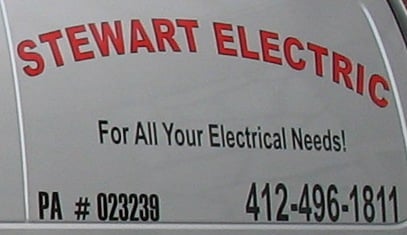 STEWART ELECTRIC
For All Your Electrical Needs!
PA # 023239 412-496-1811